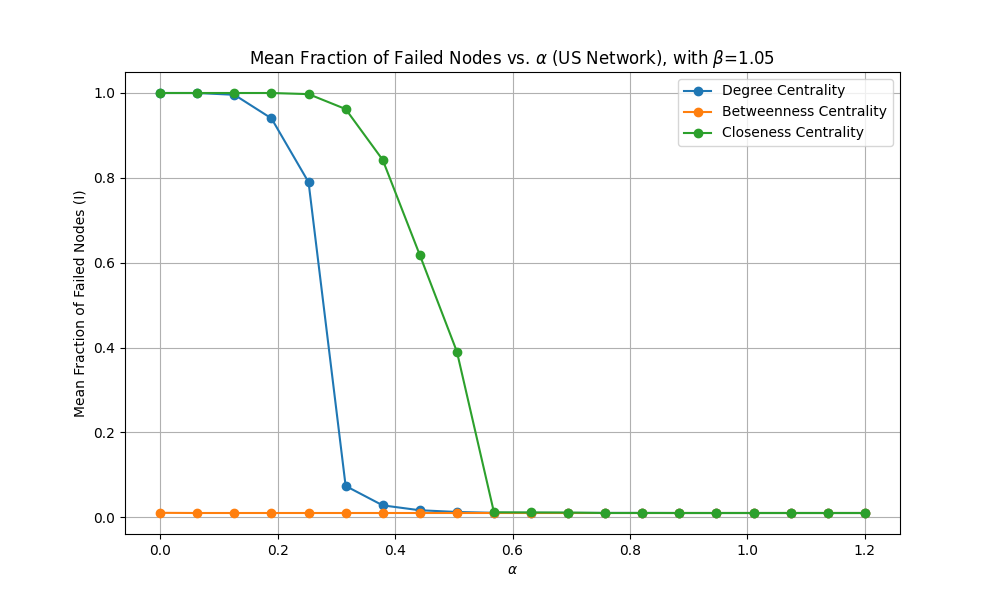 Mean Fraction of Failed Nodes vs. α (US Network), with β=1.05
Degree Centrality
Betweenness Centrality
Closeness Centrality
Mean Fraction of Failed Nodes (I)
1.0
0.8
0.6
0.4
0.2
0.0
0.0 0.2 0.4 0.6 0.8 1.0 1.2
α